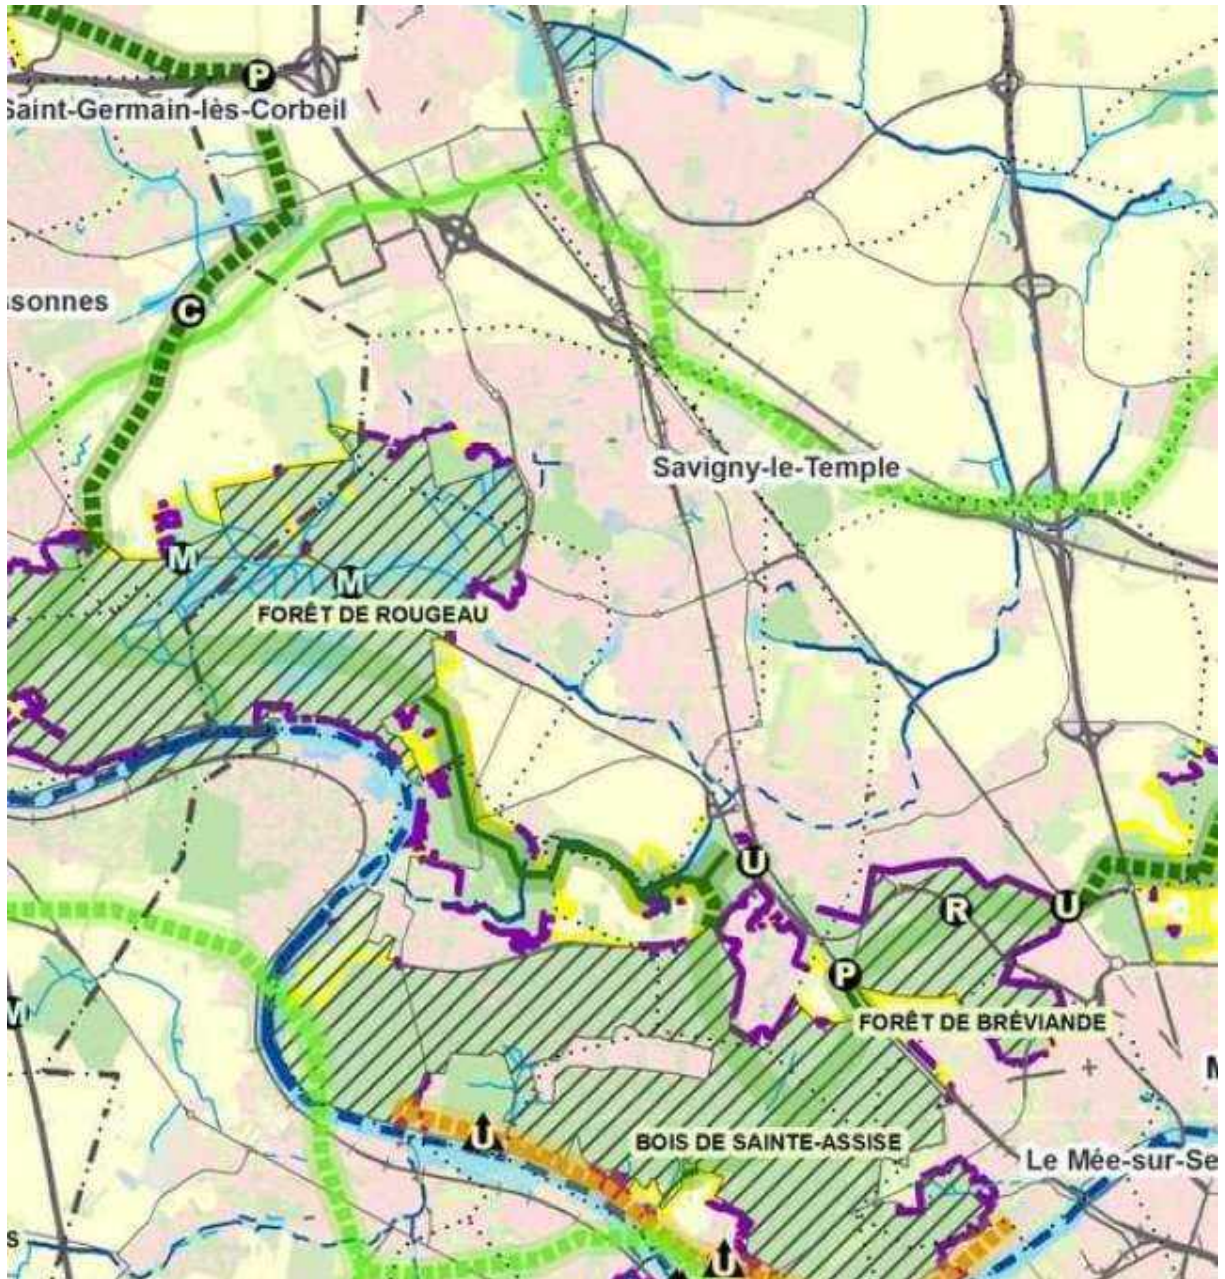 P
Saint-Germain-lès-Corbeil
ssonnes
C
Savigny-le-Temple
M
M
FORÊT DE ROUGEAU
U
R
U
P
M
FORÊT DE BRÉVIANDE
M
U
BOIS DE SAINTE-ASSISE
Le Mée-sur-Se
s
U